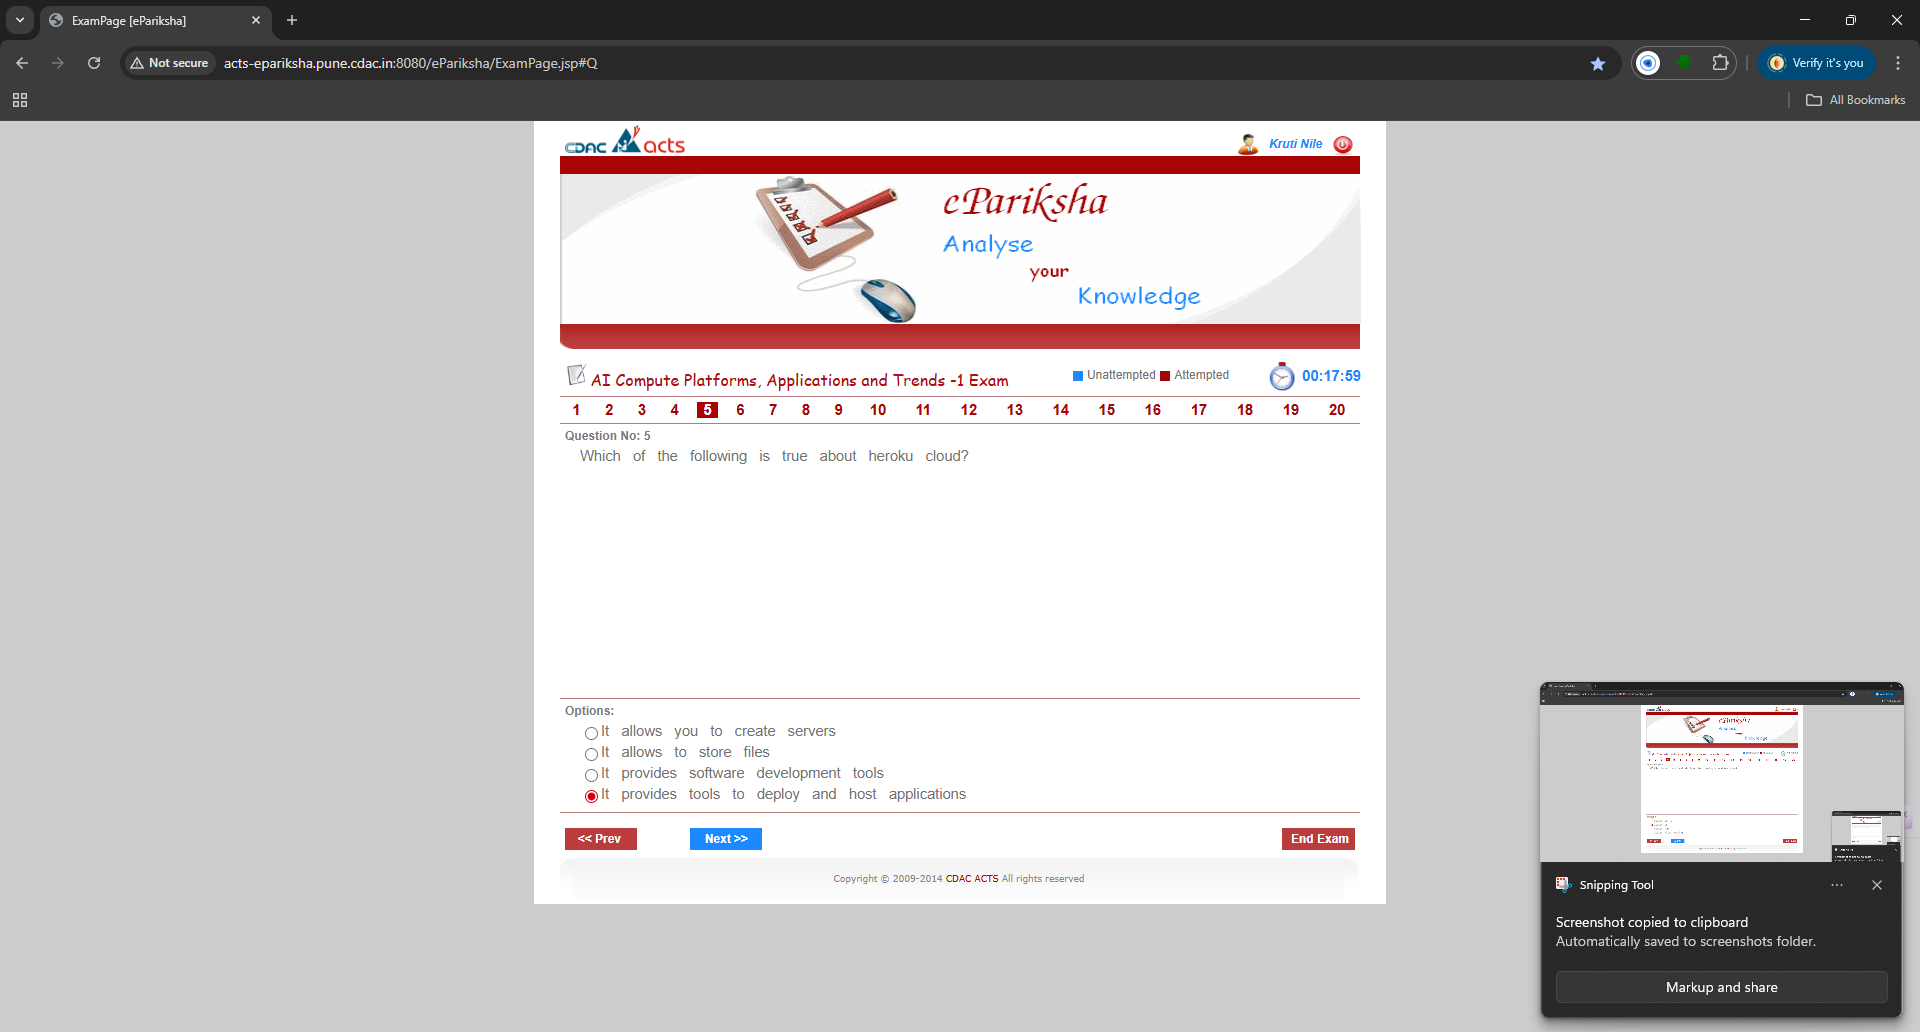 ExamPage [ePariksha]
Not secure
acts-epariksha.pune.cdac.in:8080/ePariksha/ExamPage.jsp#Q
Verify it's you
All Bookmarks
CDAC acts
Kruti Nile
ePariksha
Analyse
your
Knowledge
AI Compute Platforms, Applications and Trends -1 Exam
Unattempted Attempted
00:17:59
1 2 3 4 5 6 7 8 9 10 11 12 13 14 15 16 17 18 19 20
Question No: 5
Which of the following is true about heroku cloud?
Options:
It allows you to create servers
It allows to store files
It provides software development tools
It provides tools to deploy and host applications
<< Prev
Next >>
End Exam
Copyright © 2009-2014 CDAC ACTS All rights reserved
Snipping Tool
Screenshot copied to clipboard
Automatically saved to screenshots folder.
Markup and share